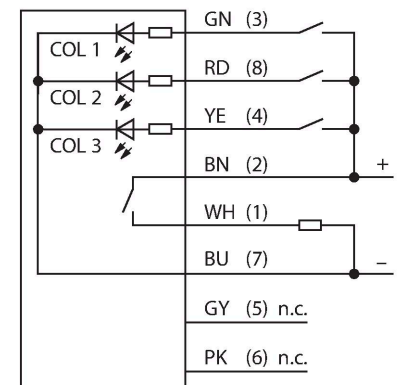 GN (3)
COL 1
RD (8)
COL 2
YE (4)
COL 3
BN (2) +
WH (1)
BU (7) –
GY (5) n.c.
PK (6) n.c.